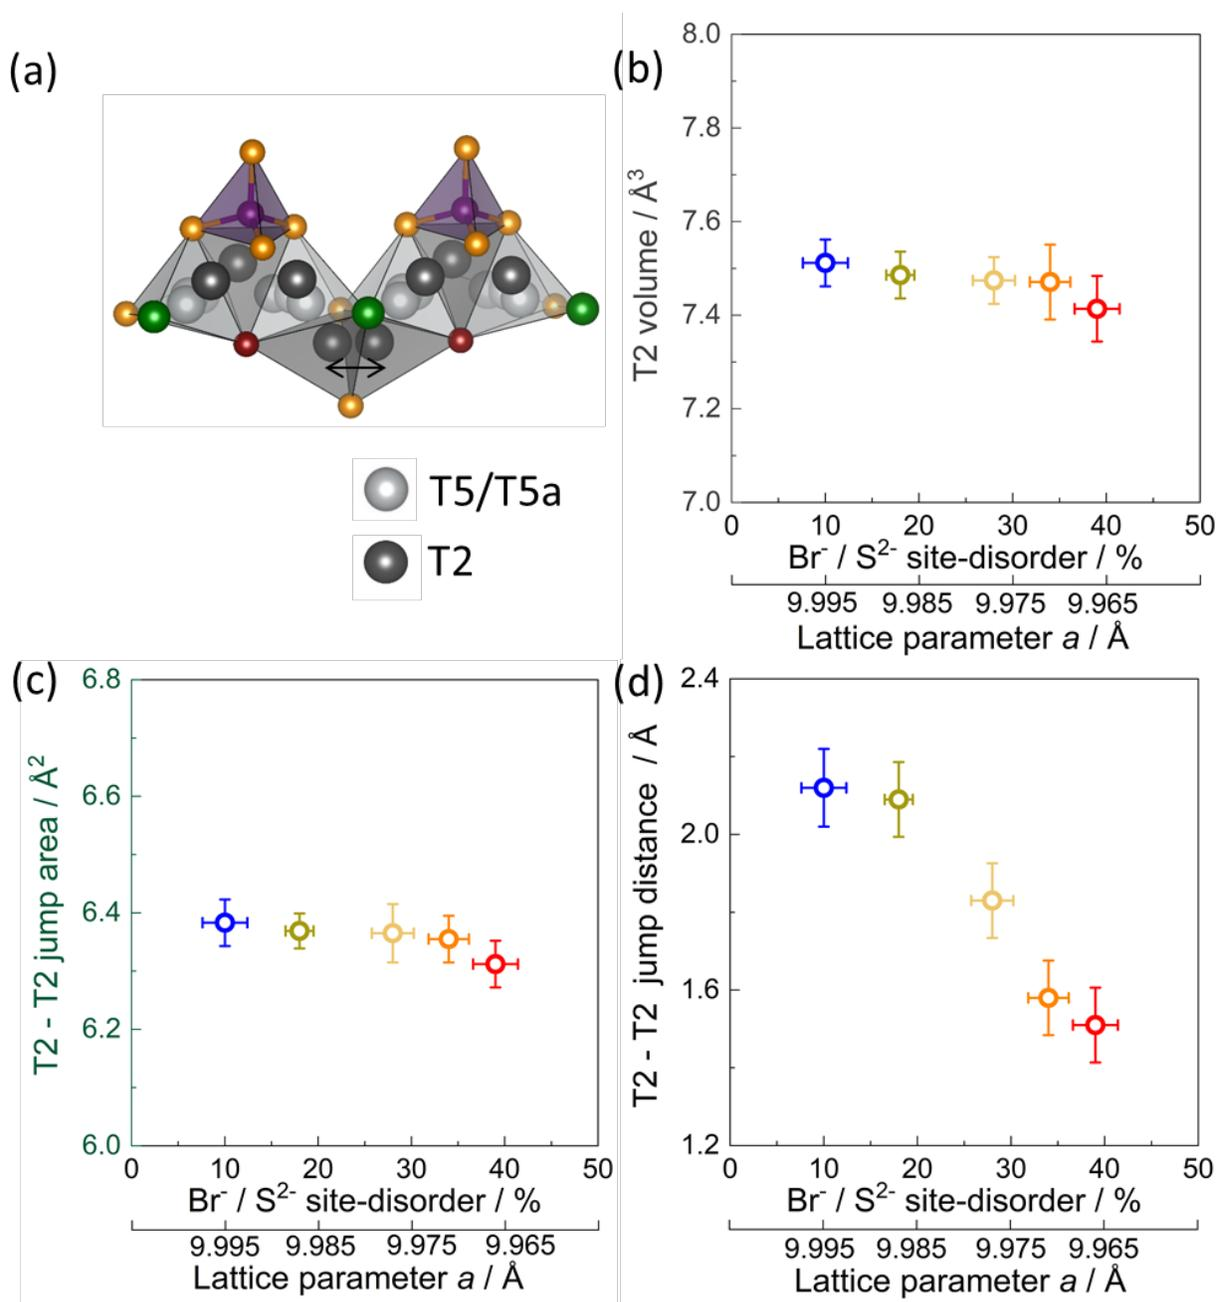 (a)
T5/T5a
T2
(b)
T2 volume / Å³
8.0
7.8
7.6
7.4
7.2
7.0
0 10 20 30 40 50
Br⁻ / S²⁻ site-disorder / %
9.995 9.985 9.975 9.965
Lattice parameter a / Å
(c)
T2 - T2 jump area / Å²
6.8
6.6
6.4
6.2
6.0
0 10 20 30 40 50
Br⁻ / S²⁻ site-disorder / %
9.995 9.985 9.975 9.965
Lattice parameter a / Å
(d)
T2 - T2 jump distance / Å
2.4
2.0
1.6
1.2
0 10 20 30 40 50
Br⁻ / S²⁻ site-disorder / %
9.995 9.985 9.975 9.965
Lattice parameter a / Å